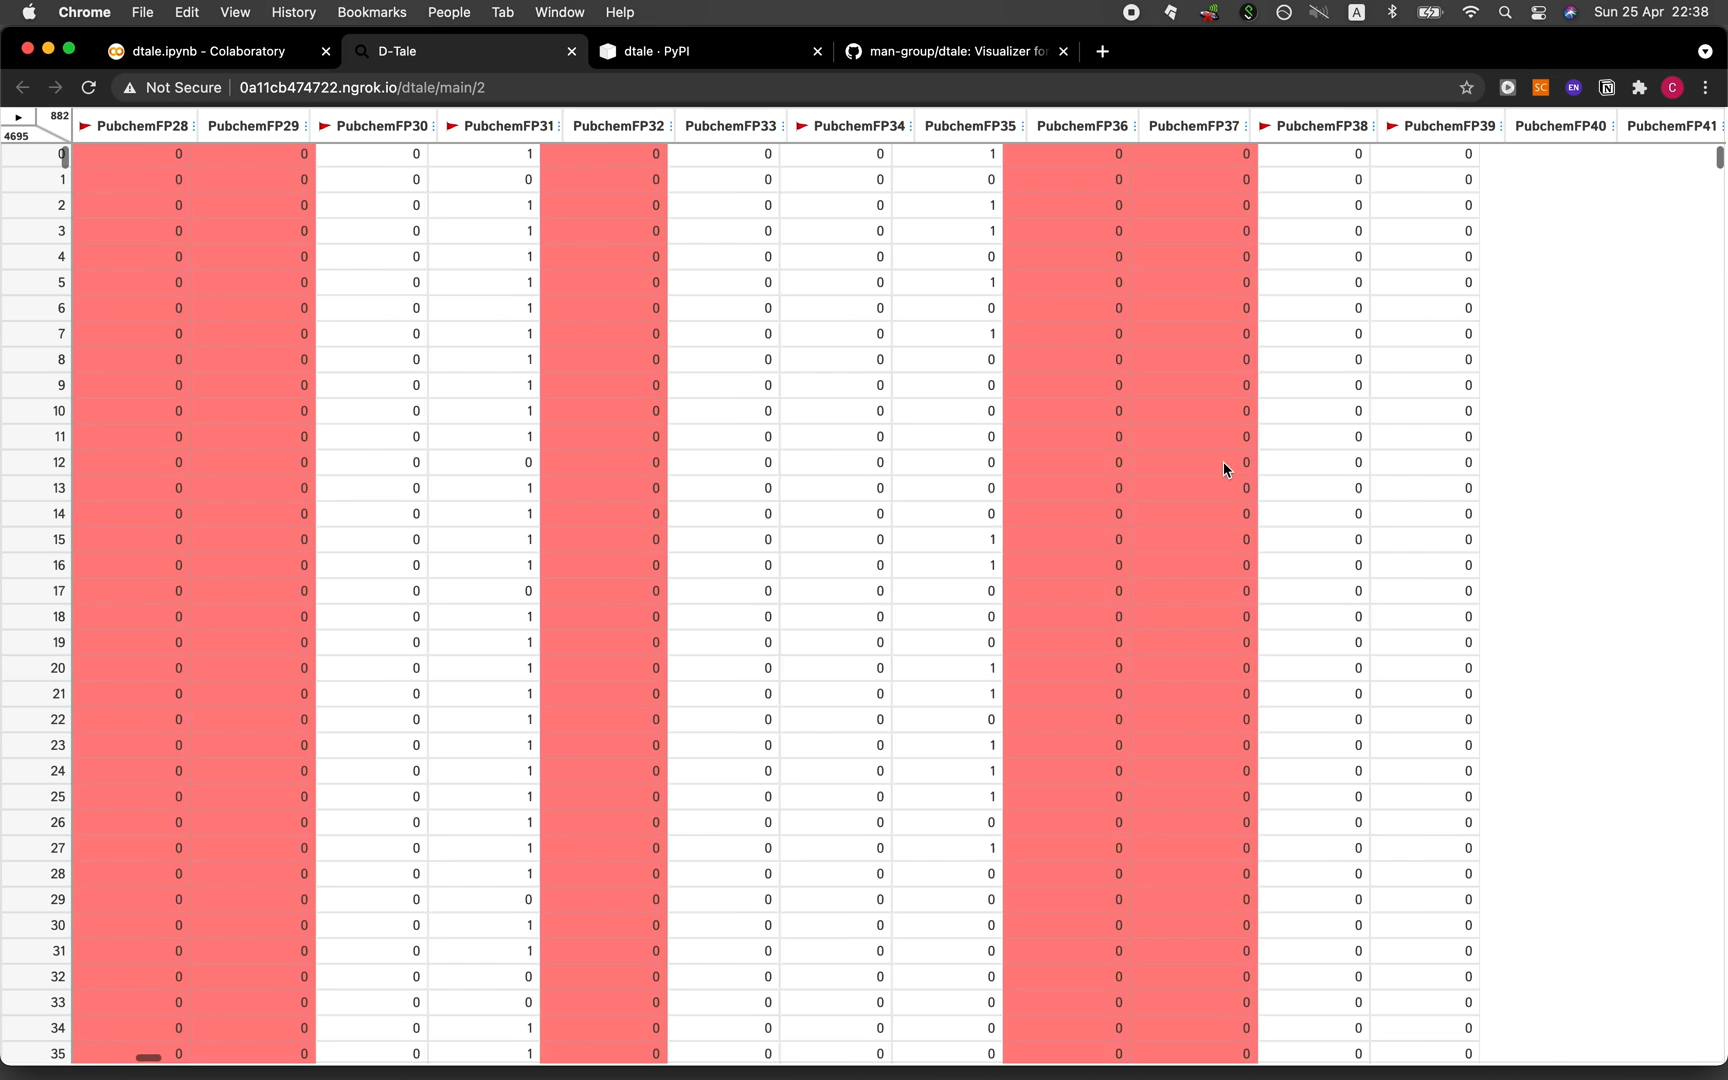 Chrome File Edit View History Bookmarks People Tab Window Help A Sun 25 Apr 22:38
dtale.ipynb - Colaboratory D-Tale dtale · PyPI man-group/dtale: Visualizer for
Not Secure 0a11cb474722.ngrok.io/dtale/main/2 SC EN C
882
4695 PubchemFP28 PubchemFP29 PubchemFP30 PubchemFP31 PubchemFP32 PubchemFP33 PubchemFP34 PubchemFP35 PubchemFP36 PubchemFP37 PubchemFP38 PubchemFP39 PubchemFP40 PubchemFP41
0 0 0 0 1 0 0 0 1 0 0 0 0
1 0 0 0 0 0 0 0 0 0 0 0 0
2 0 0 0 1 0 0 0 1 0 0 0 0
3 0 0 0 1 0 0 0 1 0 0 0 0
4 0 0 0 1 0 0 0 0 0 0 0 0
5 0 0 0 1 0 0 0 1 0 0 0 0
6 0 0 0 1 0 0 0 0 0 0 0 0
7 0 0 0 1 0 0 0 1 0 0 0 0
8 0 0 0 1 0 0 0 0 0 0 0 0
9 0 0 0 1 0 0 0 0 0 0 0 0
10 0 0 0 1 0 0 0 0 0 0 0 0
11 0 0 0 1 0 0 0 0 0 0 0 0
12 0 0 0 0 0 0 0 0 0 0 0 0
13 0 0 0 1 0 0 0 0 0 0 0 0
14 0 0 0 1 0 0 0 0 0 0 0 0
15 0 0 0 1 0 0 0 1 0 0 0 0
16 0 0 0 1 0 0 0 1 0 0 0 0
17 0 0 0 0 0 0 0 0 0 0 0 0
18 0 0 0 1 0 0 0 0 0 0 0 0
19 0 0 0 1 0 0 0 0 0 0 0 0
20 0 0 0 1 0 0 0 1 0 0 0 0
21 0 0 0 1 0 0 0 1 0 0 0 0
22 0 0 0 1 0 0 0 0 0 0 0 0
23 0 0 0 1 0 0 0 1 0 0 0 0
24 0 0 0 1 0 0 0 1 0 0 0 0
25 0 0 0 1 0 0 0 1 0 0 0 0
26 0 0 0 1 0 0 0 0 0 0 0 0
27 0 0 0 1 0 0 0 1 0 0 0 0
28 0 0 0 1 0 0 0 0 0 0 0 0
29 0 0 0 0 0 0 0 0 0 0 0 0
30 0 0 0 1 0 0 0 0 0 0 0 0
31 0 0 0 1 0 0 0 0 0 0 0 0
32 0 0 0 0 0 0 0 0 0 0 0 0
33 0 0 0 0 0 0 0 0 0 0 0 0
34 0 0 0 1 0 0 0 0 0 0 0 0
35 0 0 0 1 0 0 0 0 0 0 0 0